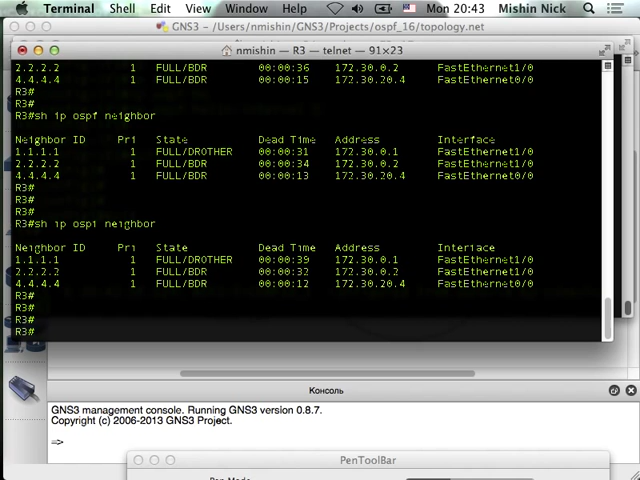 Terminal Shell Edit View Window Help Mon 20:43 Mishin Nick
GNS3 – /Users/nmishin/GNS3/Projects/ospf_16/topology.net
nmishin — R3 — telnet — 91×23
2.2.2.2 1 FULL/BDR 00:00:36 172.30.0.2 FastEthernet1/0
4.4.4.4 1 FULL/BDR 00:00:15 172.30.20.4 FastEthernet0/0
R3#
R3#
R3#sh ip ospf neighbor
Neighbor ID Pri State Dead Time Address Interface
1.1.1.1 1 FULL/DROTHER 00:00:31 172.30.0.1 FastEthernet1/0
2.2.2.2 1 FULL/BDR 00:00:34 172.30.0.2 FastEthernet1/0
4.4.4.4 1 FULL/BDR 00:00:13 172.30.20.4 FastEthernet0/0
R3#
R3#
R3#
R3#sh ip ospf neighbor
Neighbor ID Pri State Dead Time Address Interface
1.1.1.1 1 FULL/DROTHER 00:00:39 172.30.0.1 FastEthernet1/0
2.2.2.2 1 FULL/BDR 00:00:32 172.30.0.2 FastEthernet1/0
4.4.4.4 1 FULL/BDR 00:00:12 172.30.20.4 FastEthernet0/0
R3#
R3#
R3#
R3#
Консоль
GNS3 management console. Running GNS3 version 0.8.7.
Copyright (c) 2006-2013 GNS3 Project.
=>
PenToolBar
Pen Mode